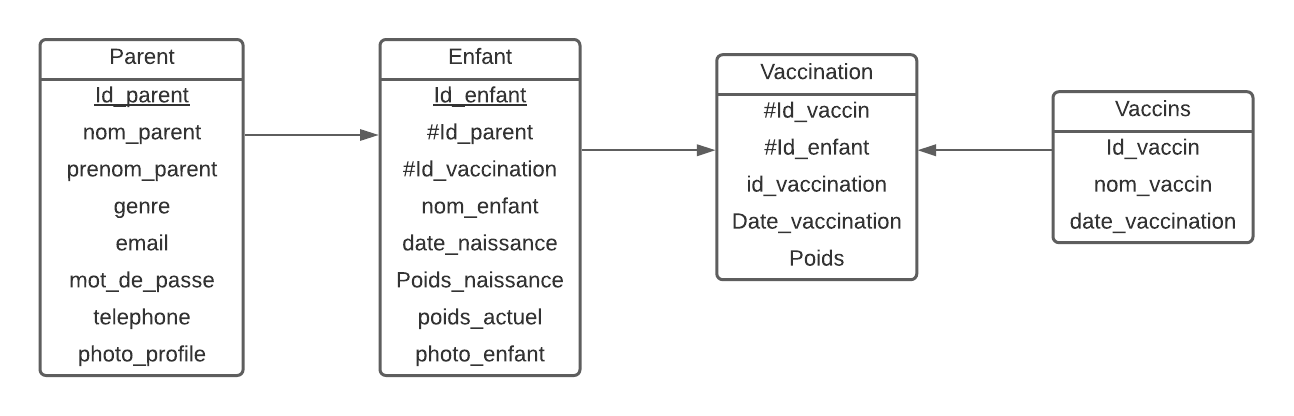 Parent
Id_parent
nom_parent
prenom_parent
genre
email
mot_de_passe
telephone
photo_profile
Enfant
Id_enfant
#Id_parent
#Id_vaccination
nom_enfant
date_naissance
Poids_naissance
poids_actuel
photo_enfant
Vaccination
#Id_vaccin
#Id_enfant
id_vaccination
Date_vaccination
Poids
Vaccins
Id_vaccin
nom_vaccin
date_vaccination